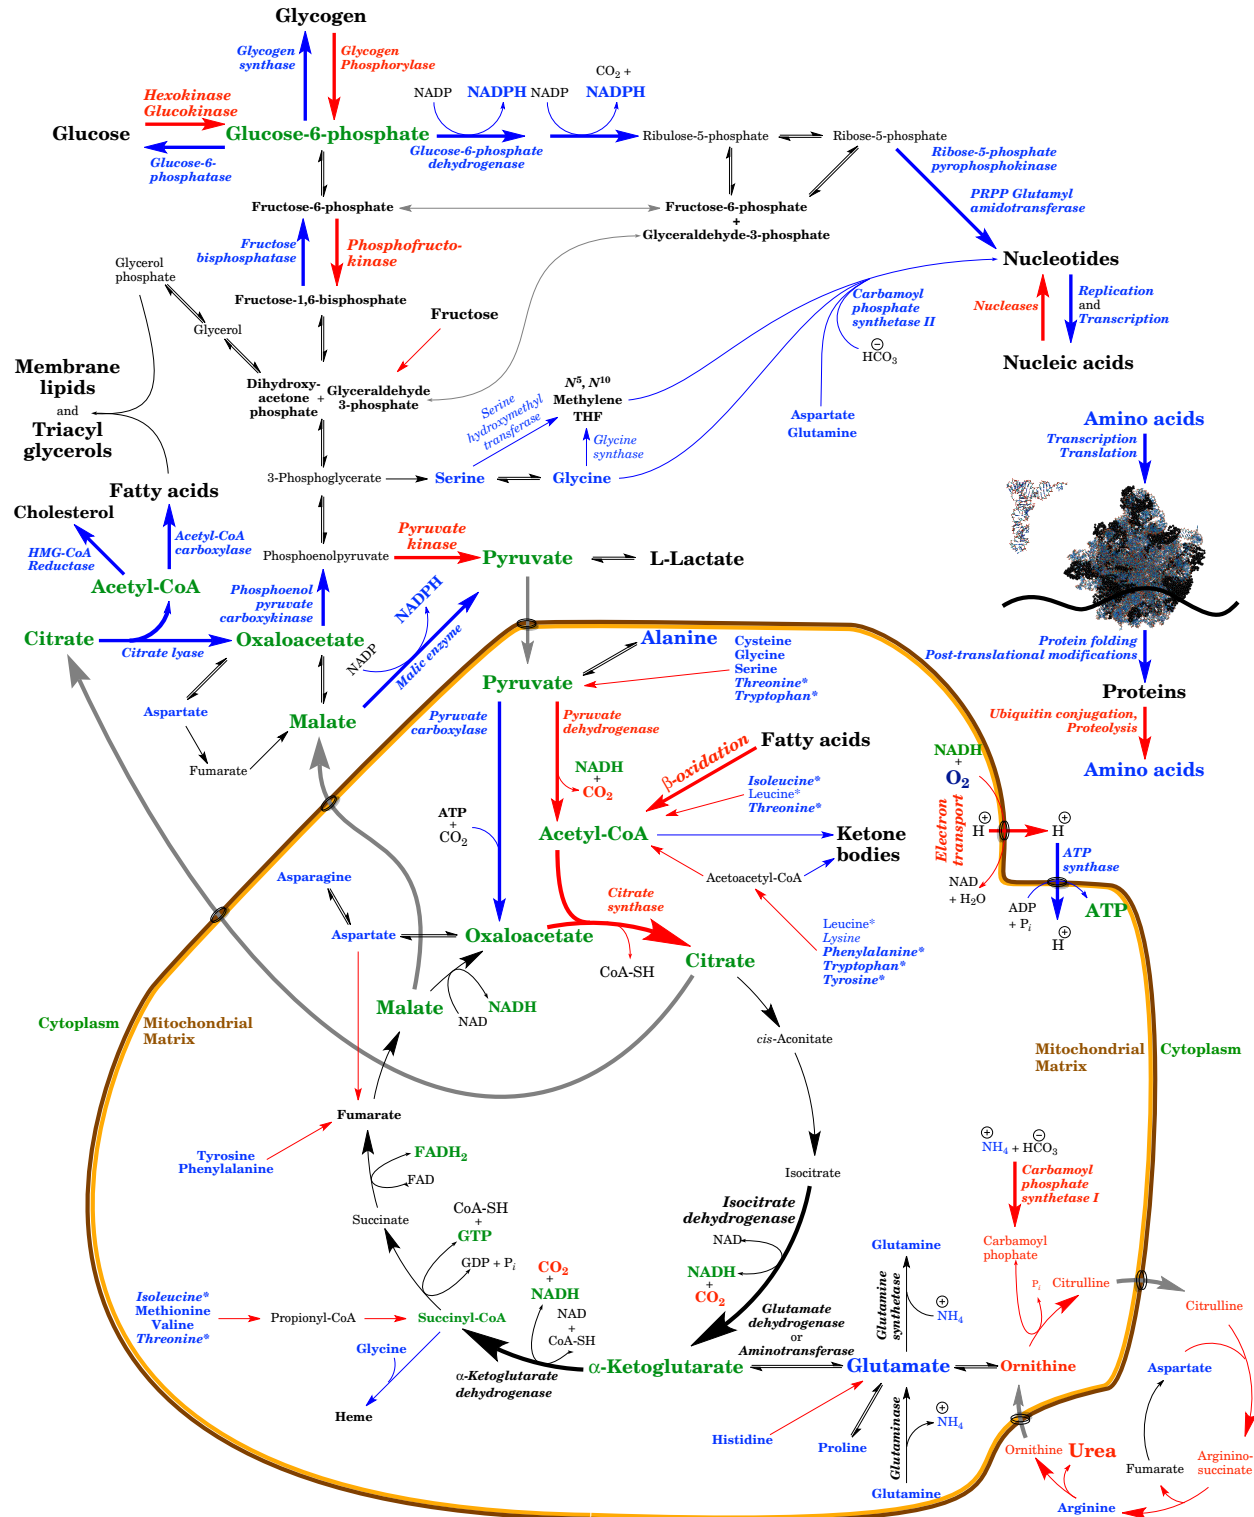 Glycogen
Glycogen
synthase
Glycogen
Phosphorylase
Hexokinase
Glucokinase
Glucose
Glucose-6-phosphate
Glucose-6-
phosphatase
NADP
NADPH
NADP
CO2 +
NADPH
Glucose-6-phosphate
dehydrogenase
Ribulose-5-phosphate
Ribose-5-phosphate
Ribose-5-phosphate
pyrophosphokinase
PRPP Glutamyl
amidotransferase
Fructose-6-phosphate
Fructose-6-phosphate
+
Glyceraldehyde-3-phosphate
Fructose
bisphosphatase
Phosphofructo-
kinase
Glycerol
phosphate
Fructose-1,6-bisphosphate
Glycerol
Fructose
Nucleotides
Nucleases
Replication
and
Transcription
Nucleic acids
Carbamoyl
phosphate
synthetase II
−
HCO3
Aspartate
Glutamine
Membrane
lipids
and
Triacyl
glycerols
Dihydroxy-
acetone
phosphate
+
Glyceraldehyde
3-phosphate
N5, N10
Methylene
THF
Serine
hydroxymethyl
transferase
Glycine
synthase
3-Phosphoglycerate
Serine
Glycine
Amino acids
Transcription
Translation
Fatty acids
Cholesterol
HMG-CoA
Reductase
Acetyl-CoA
carboxylase
Acetyl-CoA
Phosphoenolpyruvate
Pyruvate
kinase
Pyruvate
L-Lactate
Phosphoenol
pyruvate
carboxykinase
Citrate
Citrate lyase
Oxaloacetate
NADP
NADPH
Malic enzyme
Aspartate
Fumarate
Malate
Protein folding
Post-translational modifications
Proteins
Ubiquitin conjugation,
Proteolysis
Amino acids
Alanine
Pyruvate
Cysteine
Glycine
Serine
Threonine*
Tryptophan*
Pyruvate
carboxylase
Pyruvate
dehydrogenase
NADH
+
CO2
β-oxidation
Fatty acids
Isoleucine*
Leucine*
Threonine*
ATP
+
CO2
Acetyl-CoA
Ketone
bodies
Acetoacetyl-CoA
Leucine*
Lysine
Phenylalanine*
Tryptophan*
Tyrosine*
NADH
+
O2
Electron
transport
+
H
+
H
NAD
+ H2O
ATP
synthase
ADP
+ Pi
ATP
+
H
Asparagine
Aspartate
Oxaloacetate
Citrate
synthase
CoA-SH
Citrate
Malate
NADH
NAD
cis-Aconitate
Cytoplasm
Mitochondrial
Matrix
Mitochondrial
Matrix
Cytoplasm
Fumarate
Tyrosine
Phenylalanine
FADH2
FAD
Succinate
CoA-SH
+
GTP
GDP + Pi
Isocitrate
Isocitrate
dehydrogenase
NAD
NADH
+
CO2
CO2
+
NADH
NAD
+
CoA-SH
Isoleucine*
Methionine
Valine
Threonine*
Propionyl-CoA
Succinyl-CoA
Glycine
Heme
α-Ketoglutarate
dehydrogenase
α-Ketoglutarate
Glutamate
dehydrogenase
or
Aminotransferase
Glutamine
Glutamine
synthetase
+
NH4
Glutamate
Histidine
Proline
Glutaminase
+
NH4
Glutamine
+
NH4 + HCO3
−
Carbamoyl
phosphate
synthetase I
Carbamoyl
phophate
Pi
Citrulline
Ornithine
Citrulline
Aspartate
Arginino-
succinate
Fumarate
Ornithine
Urea
Arginine